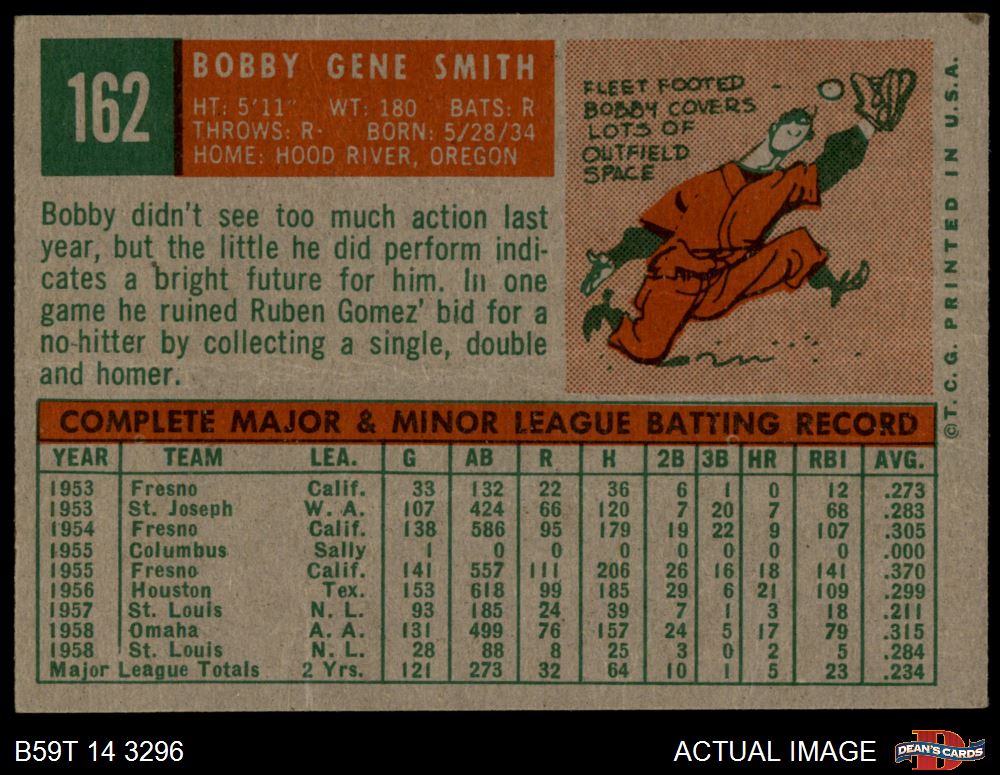 162
BOBBY GENE SMITH
HT: 5'11" WT: 180 BATS: R
THROWS: R· BORN: 5/28/34
HOME: HOOD RIVER, OREGON
FLEET FOOTED
BOBBY COVERS
LOTS OF
OUTFIELD
SPACE
Bobby didn't see too much action last
year, but the little he did perform indi-
cates a bright future for him. In one
game he ruined Ruben Gomez' bid for a
no-hitter by collecting a single, double
and homer.
©T. C. G. PRINTED IN U.S.A.
COMPLETE MAJOR & MINOR LEAGUE BATTING RECORD
YEAR TEAM LEA. G AB R H 2B 3B HR RBI AVG.
1953 Fresno Calif. 33 132 22 36 6 1 0 12 .273
1953 St. Joseph W. A. 107 424 66 120 7 20 7 68 .283
1954 Fresno Calif. 138 586 95 179 19 22 9 107 .305
1955 Columbus Sally 1 0 0 0 0 0 0 0 .000
1955 Fresno Calif. 141 557 111 206 26 16 18 141 .370
1956 Houston Tex. 153 618 99 185 29 6 21 109 .299
1957 St. Louis N. L. 93 185 24 39 7 1 3 18 .211
1958 Omaha A. A. 131 499 76 157 24 5 17 79 .315
1958 St. Louis N. L. 28 88 8 25 3 0 2 5 .284
Major League Totals 2 Yrs. 121 273 32 64 10 1 5 23 .234
B59T 14 3296
ACTUAL IMAGE
D
DEAN'S CARDS